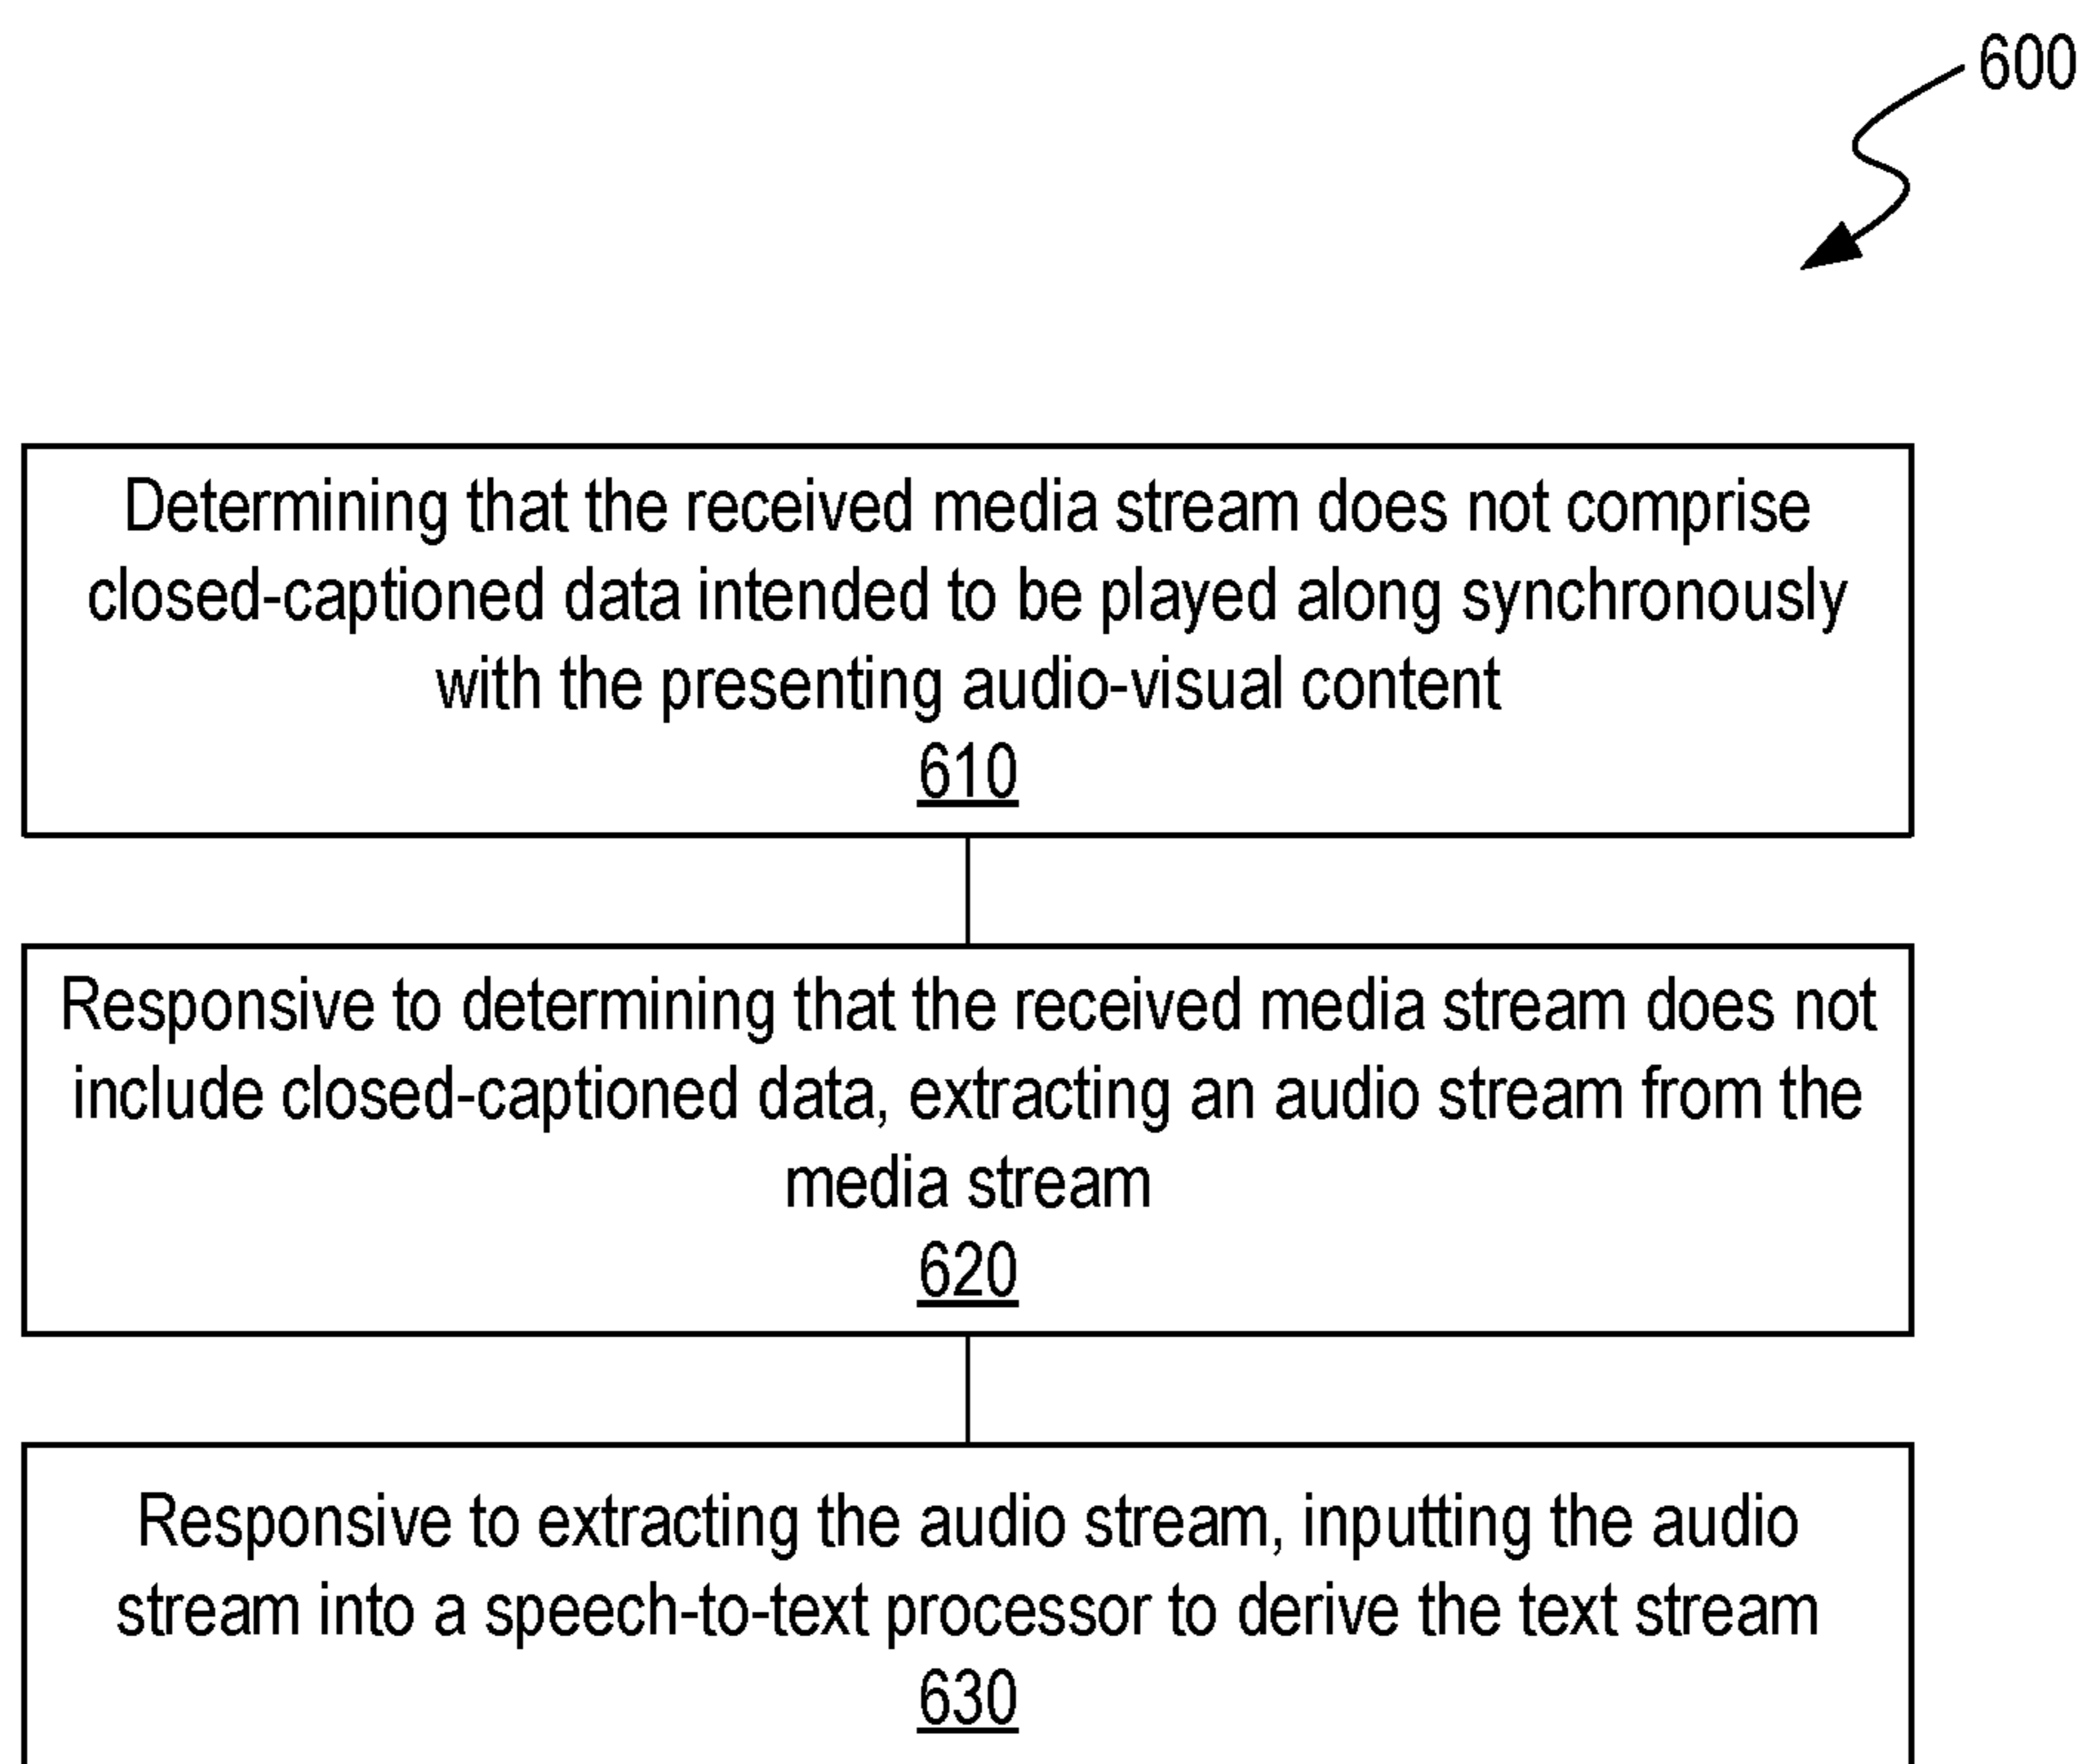 600
Determining that the received media stream does not comprise
closed-captioned data intended to be played along synchronously
with the presenting audio-visual content
610
Responsive to determining that the received media stream does not
include closed-captioned data, extracting an audio stream from the
media stream
620
Responsive to extracting the audio stream, inputting the audio
stream into a speech-to-text processor to derive the text stream
630